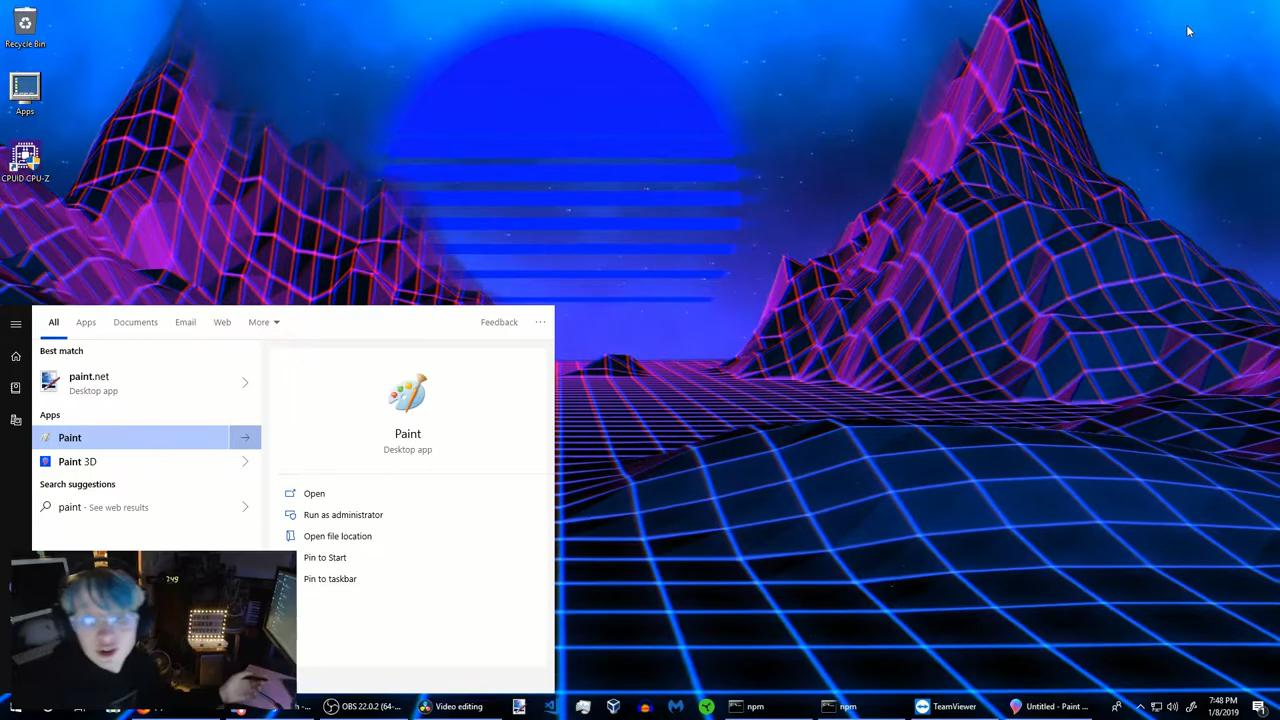 Recycle Bin
Apps
CPUID CPU-Z
All Apps Documents Email Web More Feedback
Best match
paint.net
Desktop app
Apps
Paint
Paint 3D
Search suggestions
paint - See web results
Paint
Desktop app
Open
Run as administrator
Open file location
Pin to Start
Pin to taskbar
7:49
OBS 22.0.2 (64-... Video editing npm npm TeamViewer Untitled - Paint ...
7:48 PM
1/8/2019